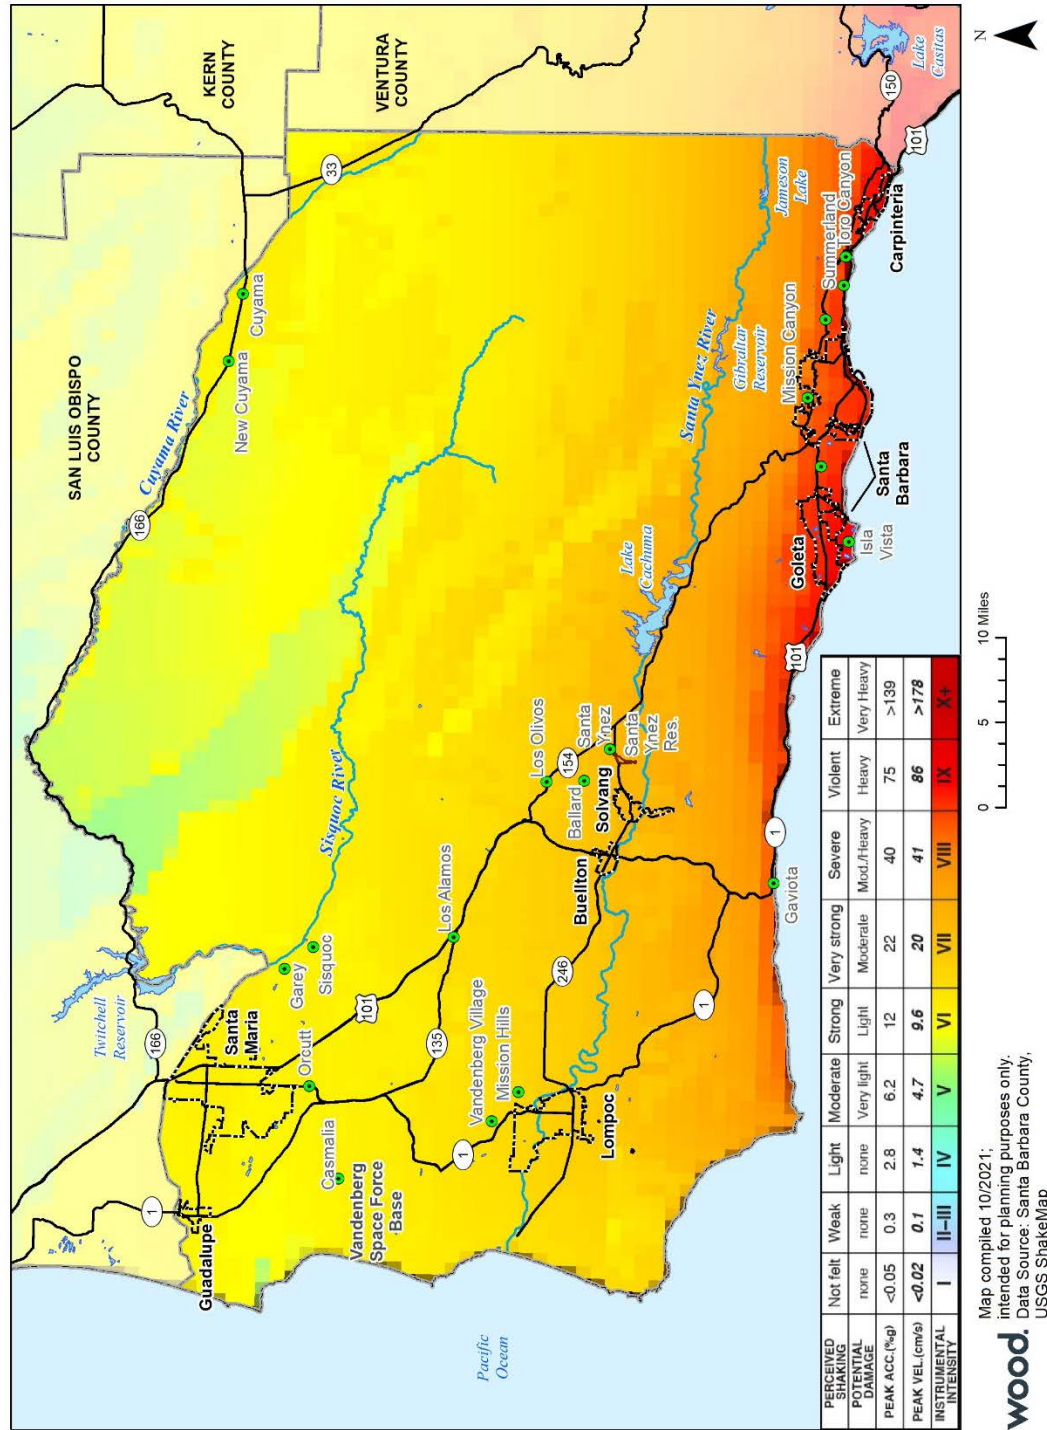 SAN LUIS OBISPO
COUNTY
KERN
COUNTY
VENTURA
COUNTY
166
Cuyama River
New Cuyama
Cuyama
33
Twitchell
Reservoir
166
1
Guadalupe
Santa
Maria
Orcutt
Garey
Sisquoc
Sisquoc River
Casmalia
Vandenberg
Space Force
Base
101
135
Los Alamos
1
Vandenberg Village
Mission Hills
Lompoc
246
Buellton
Solvang
Ballard
Los Olivos
154
Santa
Ynez
Santa
Ynez
Res.
Lake
Cachuma
Santa Ynez River
Gibraltar
Reservoir
Jameson
Lake
Mission Canyon
Summerland
Toro Canyon
Carpinteria
150
101
Lake
Casitas
1
Gaviota
1
101
Goleta
Isla
Vista
Santa
Barbara
Pacific
Ocean
PERCEIVED
SHAKING
Not felt
Weak
Light
Moderate
Strong
Very strong
Severe
Violent
Extreme
POTENTIAL
DAMAGE
none
none
none
Very light
Light
Moderate
Mod./Heavy
Heavy
Very Heavy
PEAK ACC.(%g)
<0.05
0.3
2.8
6.2
12
22
40
75
>139
PEAK VEL.(cm/s)
<0.02
0.1
1.4
4.7
9.6
20
41
86
>178
INSTRUMENTAL
INTENSITY
I
II–III
IV
V
VI
VII
VIII
IX
X+
wood.
Map compiled 10/2021;
intended for planning purposes only.
Data Source: Santa Barbara County,
USGS ShakeMap
0 5 10 Miles
N